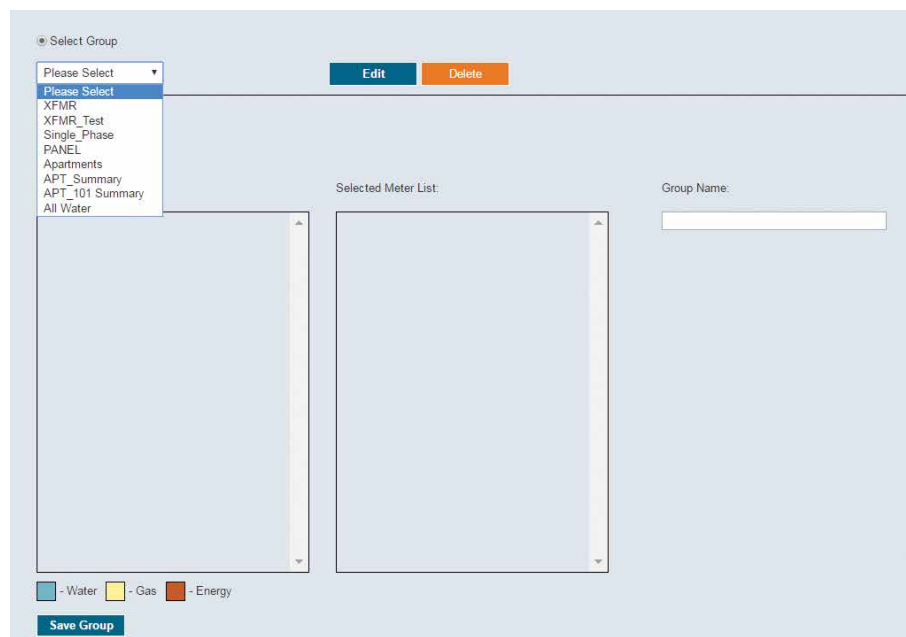 Select Group
Please Select
Edit
Delete
Please Select
XFMR
XFMR_Test
Single_Phase
PANEL
Apartments
APT_Summary
APT_101 Summary
All Water
Selected Meter List:
Group Name:
- Water - Gas - Energy
Save Group